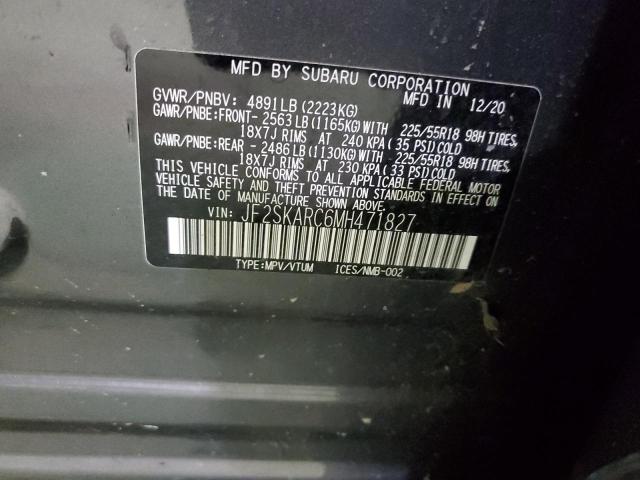 MFD BY SUBARU CORPORATION MFD IN 12/20
GVWR/PNBV: 4891LB(2223KG)
GAWR/PNBE:FRONT- 2563LB(1165KG)WITH 225/55R18 98H TIRES,
18X7J RIMS AT 240 KPA( 35 PSI)COLD
GAWR/PNBE:REAR - 2486LB(1130KG)WITH 225/55R18 98H TIRES,
18X7J RIMS AT 230 KPA( 33 PSI)COLD
THIS VEHICLE CONFORMS TO ALL APPLICABLE FEDERAL MOTOR
VEHICLE SAFETY AND THEFT PREVENTION STANDARDS IN EFFECT ON
THE DATE OF MANUFACTURE SHOWN ABOVE.
VIN: JF2SKARC6MH471827
TYPE:MPV/VTUM ICES/NMB-002